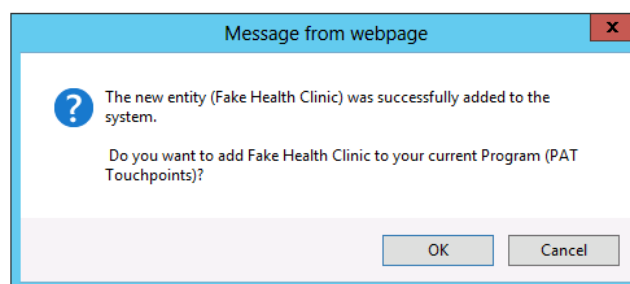 Message from webpage
x
?
The new entity (Fake Health Clinic) was successfully added to the
system.
Do you want to add Fake Health Clinic to your current Program (PAT
Touchpoints)?
OK
Cancel